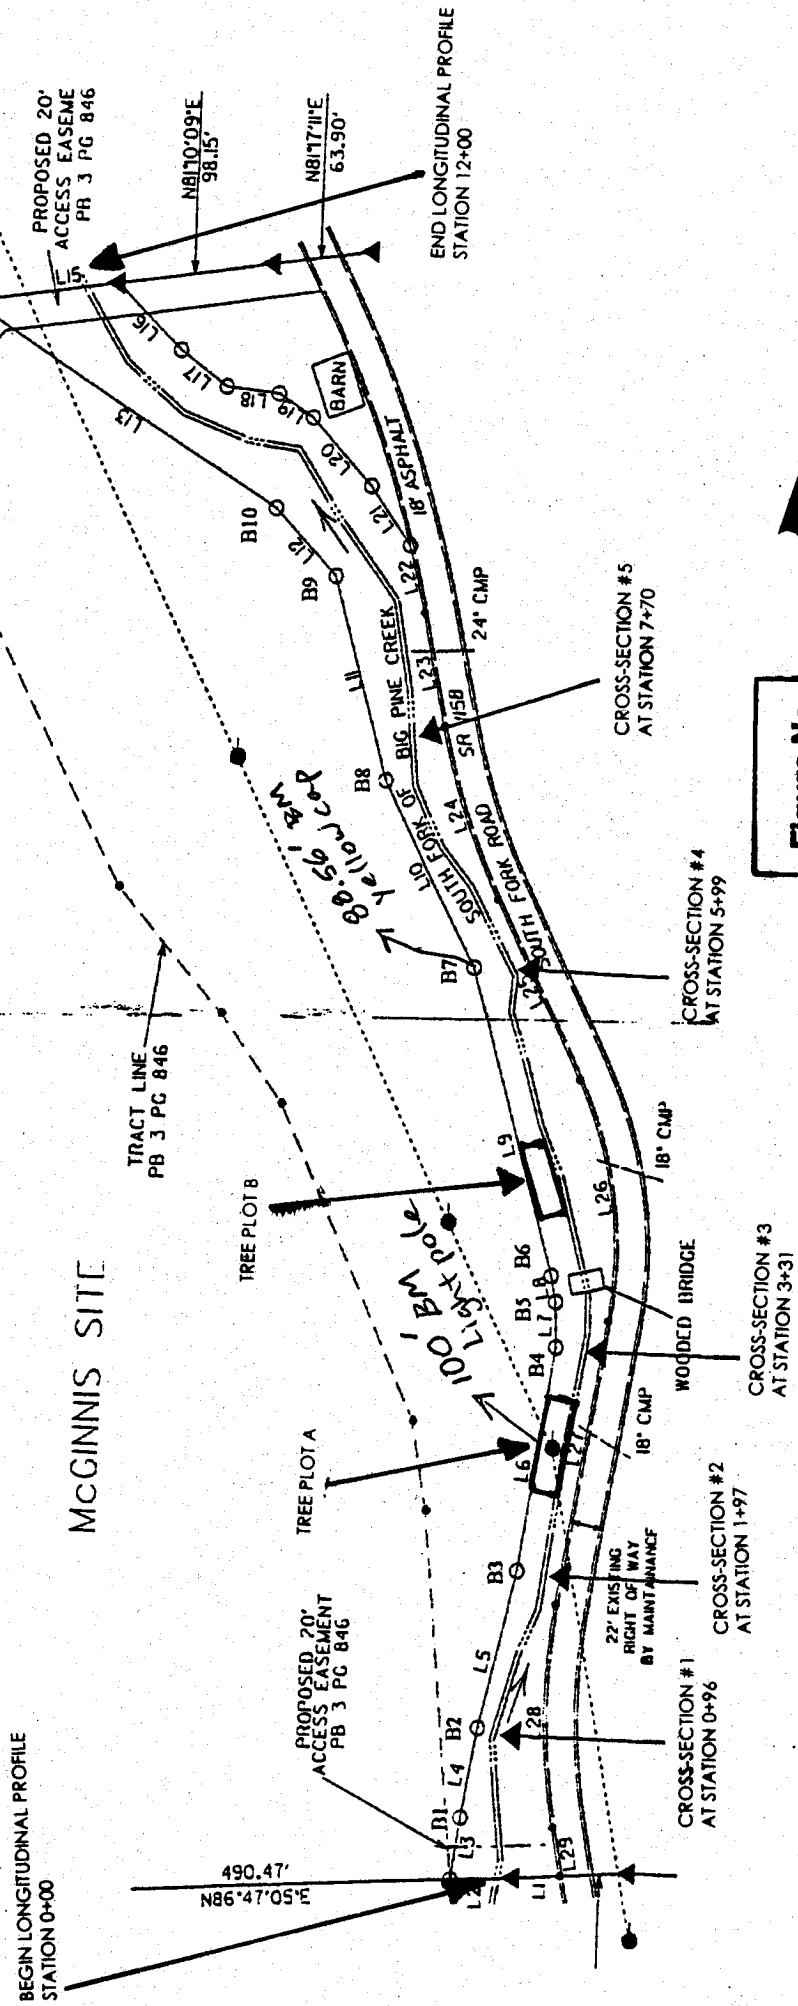 McGINNIS SITE
BEGIN LONGITUDINAL PROFILE
STATION 0+00
490.47'
N86°47'05"E
PROPOSED 20'
ACCESS EASEMENT
PB 3 PG 846
TREE PLOT A
TREE PLOT B
TRACT LINE
PB 3 PG 846
100' BM
Light pole
88.56' BM
Yellow cap
PROPOSED 20'
ACCESS EASEME
PB 3 PG 846
N81°10'09"E
98.15'
N81°17'11"E
63.90'
END LONGITUDINAL PROFILE
STATION 12+00
B1
B2
B3
B4
B5
B6
B7
B8
B9
B10
L1
L2
L3
L4
L5
L6
L7
L8
L9
L10
L11
L12
L13
L15
L16
L17
L18
L19
L20
L21
L22
L23
L24
L25
L26
L27
L28
L29
SOUTH FORK OF BIG PINE CREEK
SR 1158
SOUTH FORK ROAD
18' ASPHALT
BARN
24" CMP
18" CMP
18" CMP
WOODED BRIDGE
22' EXISTING
RIGHT OF WAY
BY MAINTANANCE
CROSS-SECTION #1
AT STATION 0+96
CROSS-SECTION #2
AT STATION 1+97
CROSS-SECTION #3
AT STATION 3+31
CROSS-SECTION #4
AT STATION 5+99
CROSS-SECTION #5
AT STATION 7+70